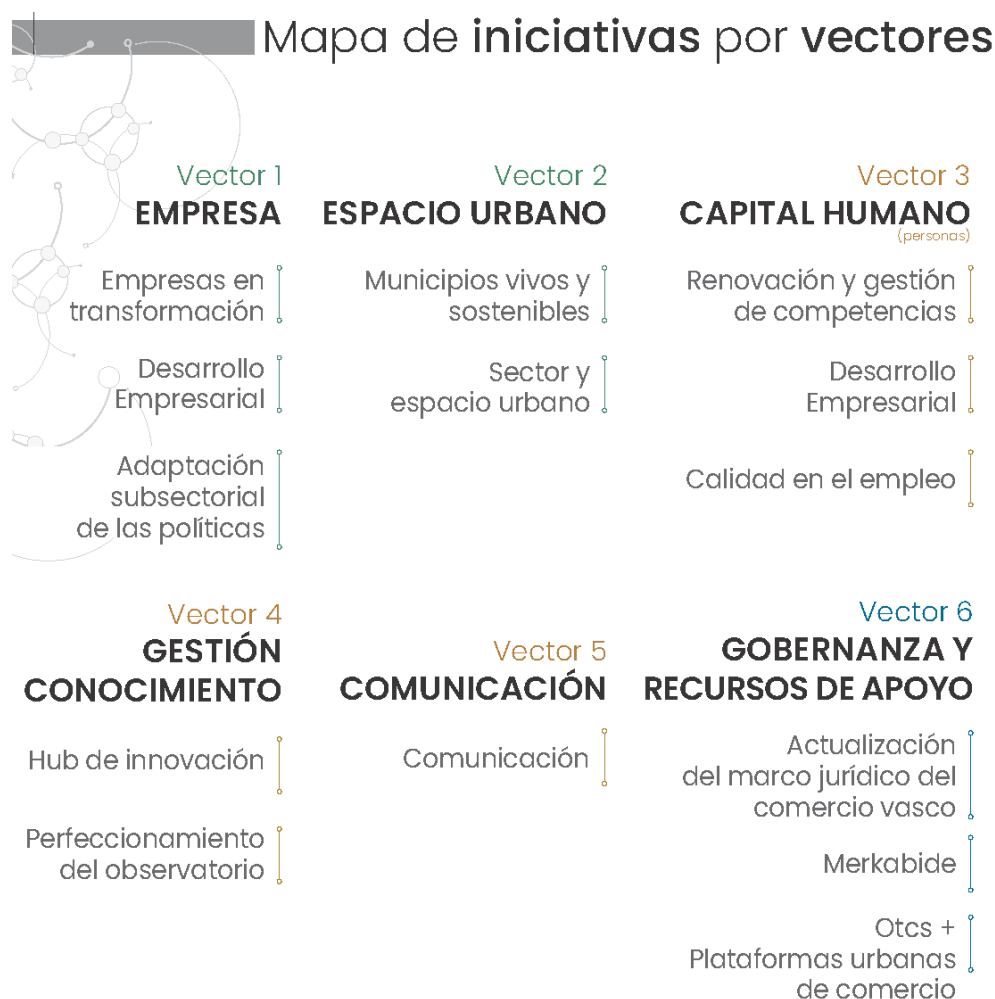 Mapa de iniciativas por vectores
Vector 1
EMPRESA
Empresas en
transformación
Desarrollo
Empresarial
Adaptación
subsectorial
de las políticas
Vector 2
ESPACIO URBANO
Municipios vivos y
sostenibles
Sector y
espacio urbano
Vector 3
CAPITAL HUMANO
(personas)
Renovación y gestión
de competencias
Desarrollo
Empresarial
Calidad en el empleo
Vector 4
GESTIÓN
CONOCIMIENTO
Hub de innovación
Perfeccionamiento
del observatorio
Vector 5
COMUNICACIÓN
Comunicación
Vector 6
GOBERNANZA Y
RECURSOS DE APOYO
Actualización
del marco jurídico del
comercio vasco
Merkabide
Otcs +
Plataformas urbanas
de comercio